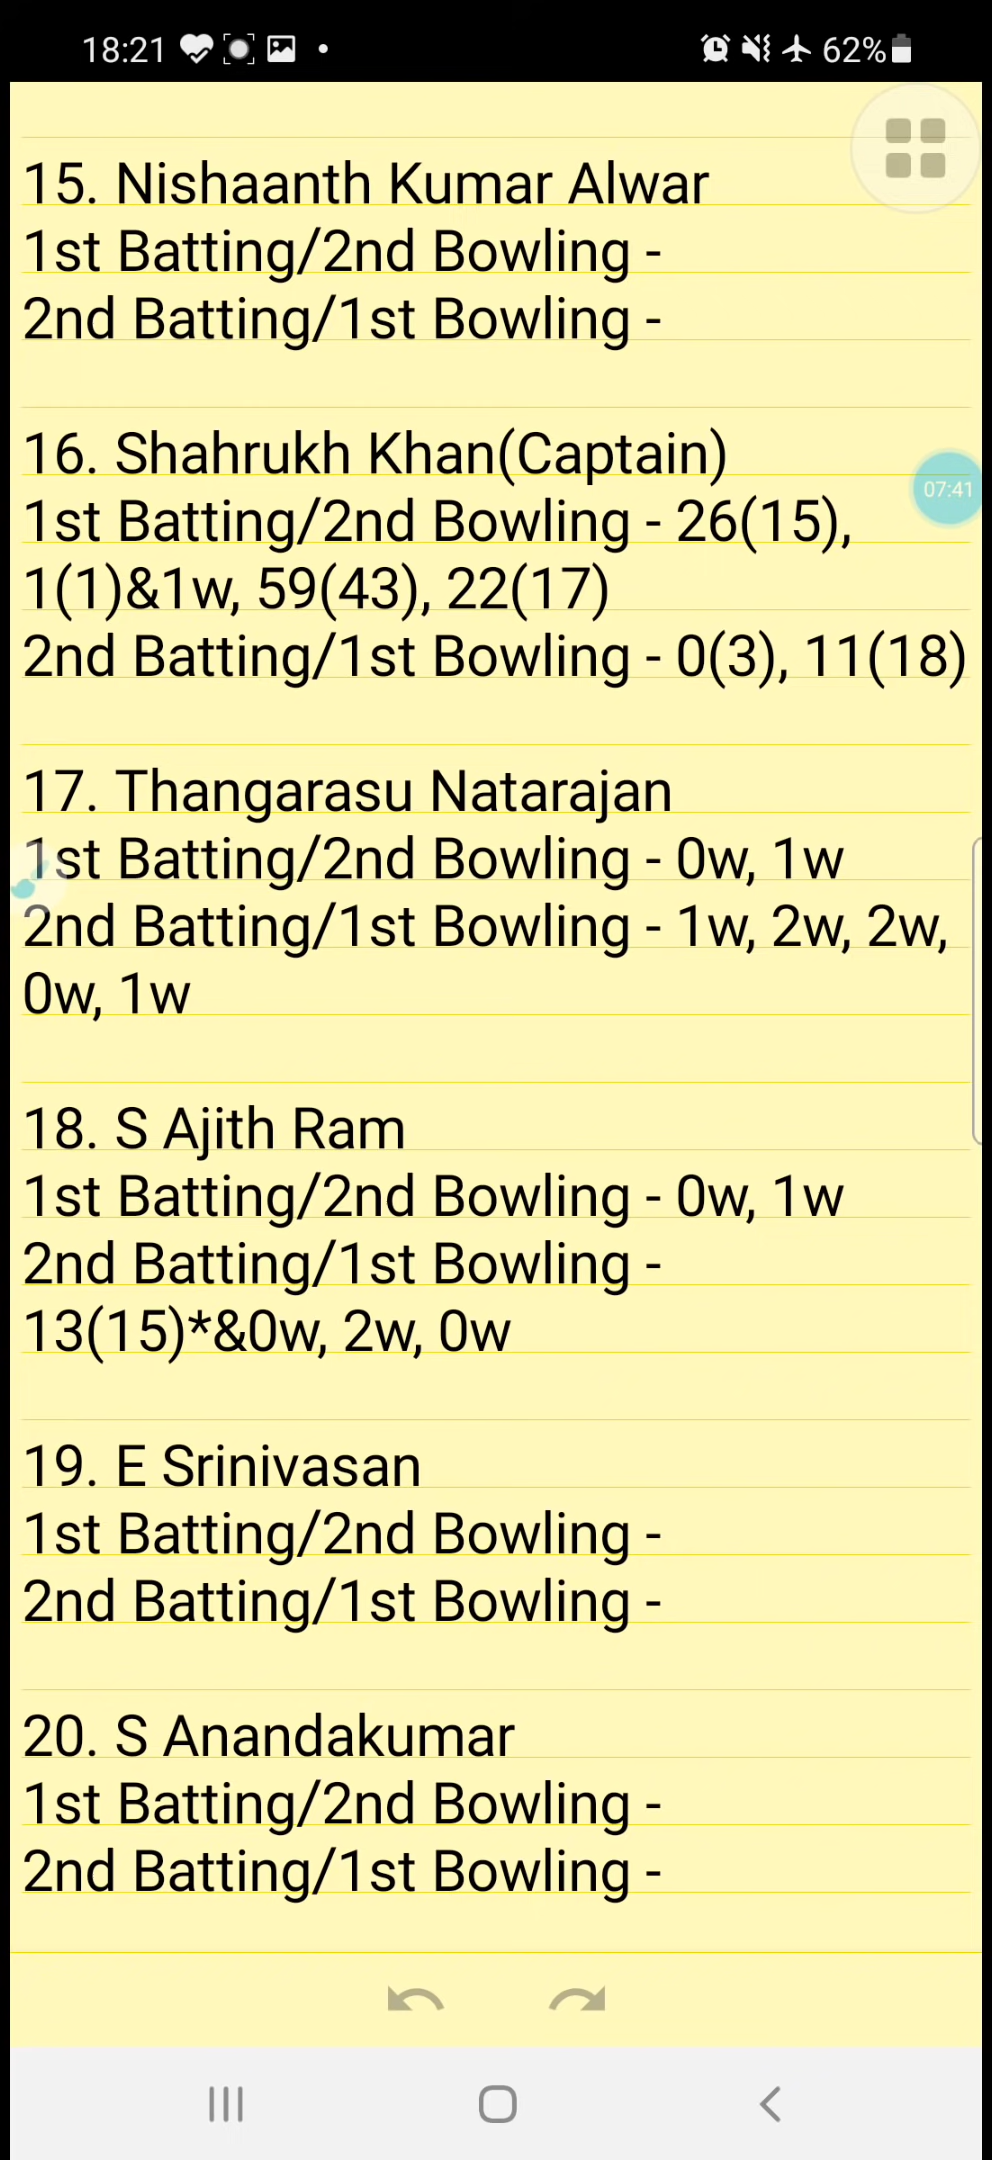 18:21
62%
15. Nishaanth Kumar Alwar
1st Batting/2nd Bowling -
2nd Batting/1st Bowling -
16. Shahrukh Khan(Captain)
07:41
1st Batting/2nd Bowling - 26(15),
1(1)&1w, 59(43), 22(17)
2nd Batting/1st Bowling - 0(3), 11(18)
17. Thangarasu Natarajan
1st Batting/2nd Bowling - 0w, 1w
2nd Batting/1st Bowling - 1w, 2w, 2w,
0w, 1w
18. S Ajith Ram
1st Batting/2nd Bowling - 0w, 1w
2nd Batting/1st Bowling -
13(15)*&0w, 2w, 0w
19. E Srinivasan
1st Batting/2nd Bowling -
2nd Batting/1st Bowling -
20. S Anandakumar
1st Batting/2nd Bowling -
2nd Batting/1st Bowling -